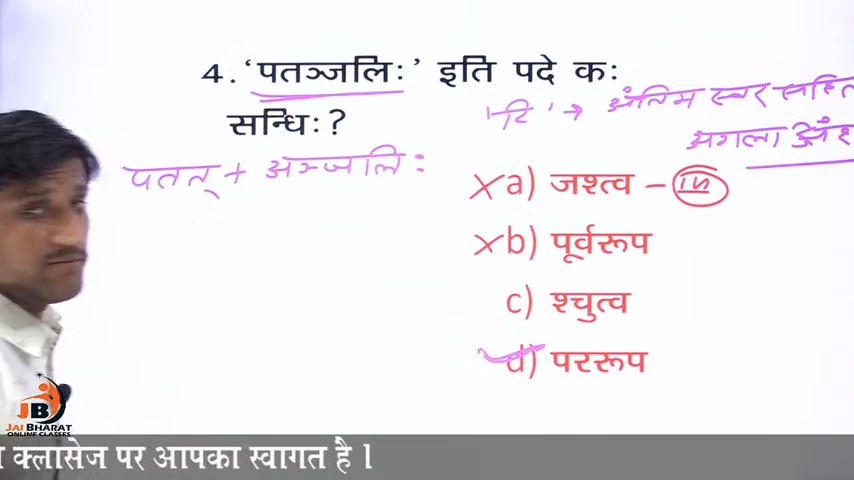 4. ‘पतञ्जलिः’ इति पदे कः
सन्धिः?
'टि' → अंतिम स्वर सहित
अगला अंश
पतत् + अञ्जलिः
X a) जश्त्व –
X b) पूर्वरूप
c) श्चुत्व
d) पररूप
JB
JAI BHARAT
ONLINE CLASSES
क्लासेज पर आपका स्वागत है l